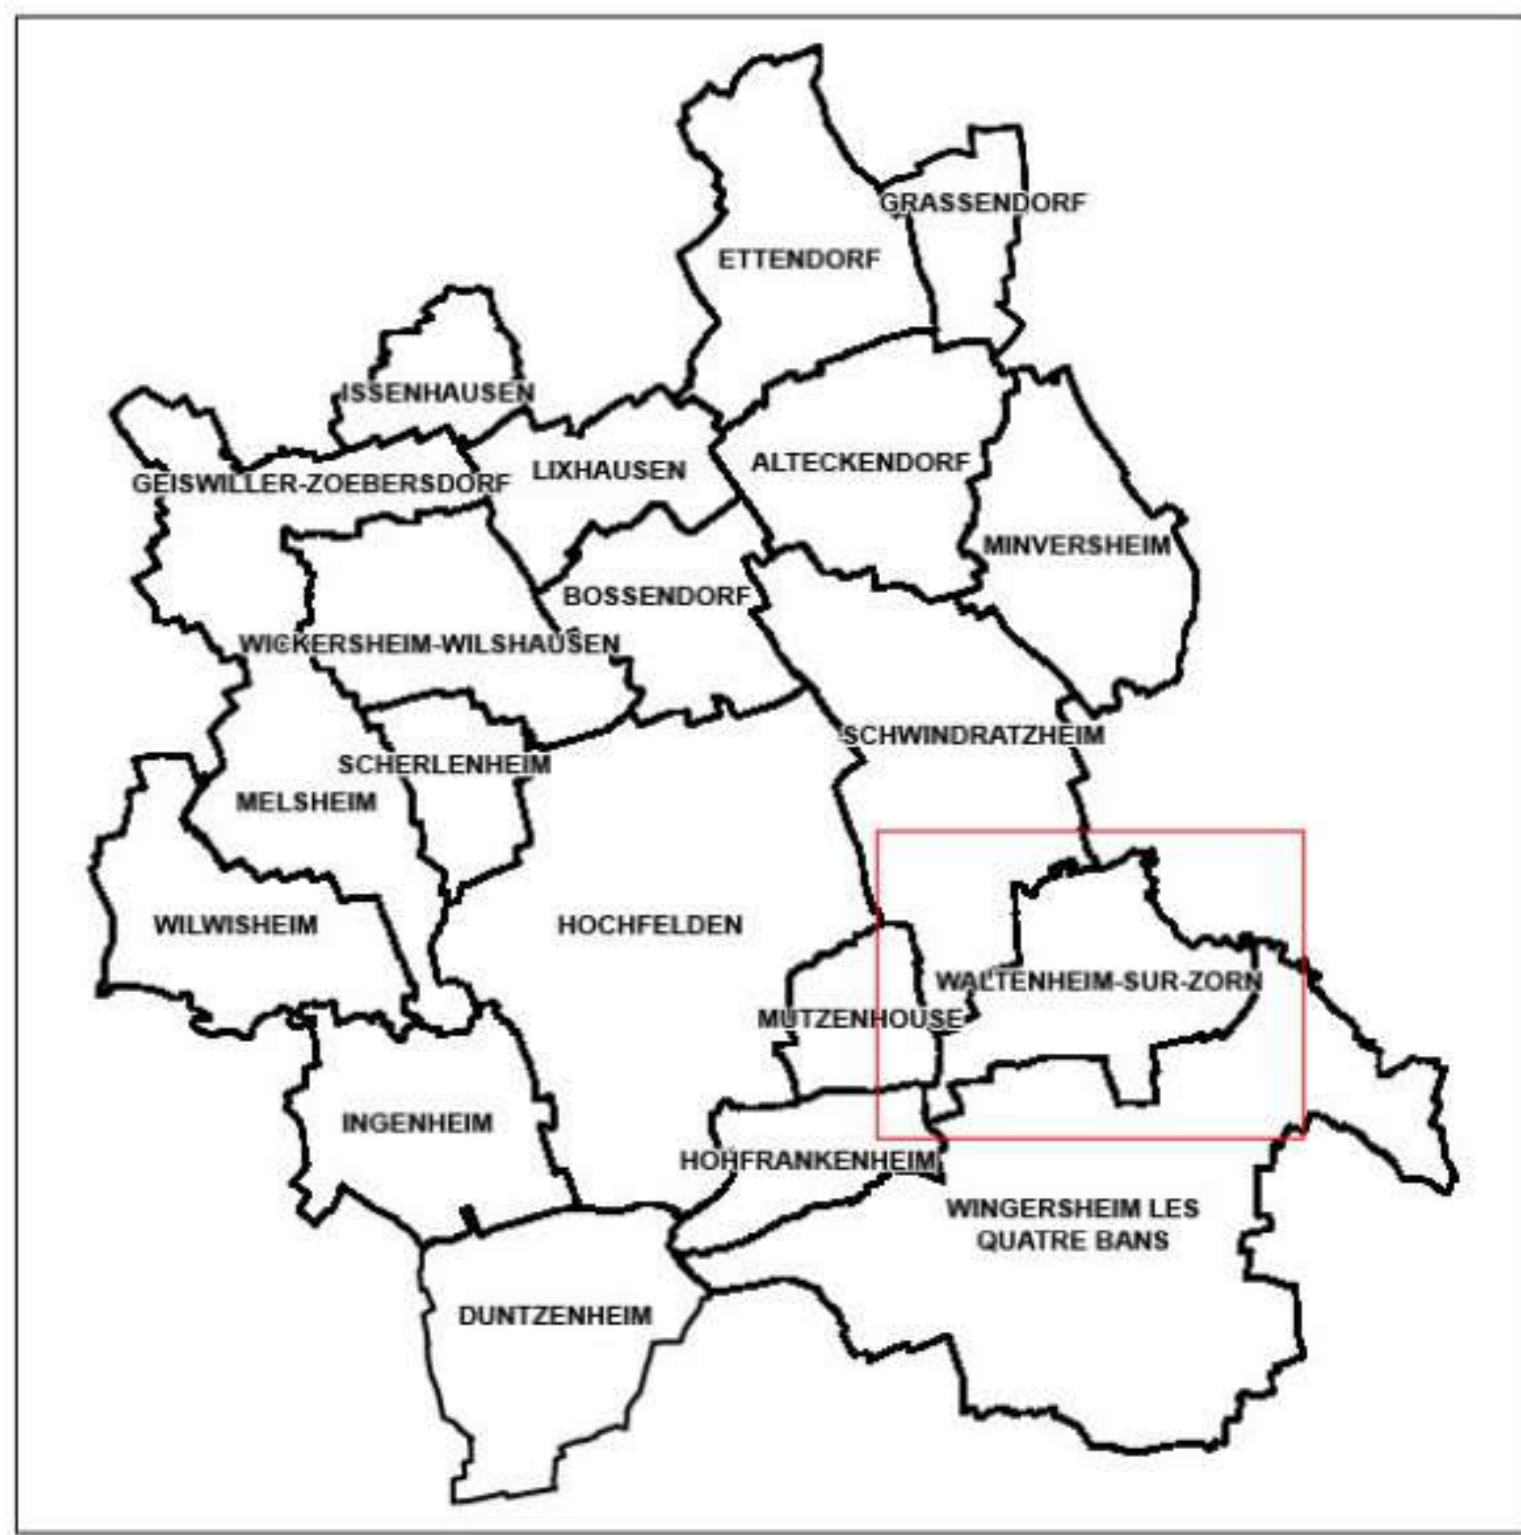 GRASSENDORF
ETTENDORF
ISSENHAUSEN
LIXHAUSEN
ALTECKENDORF
GEISWILLER-ZOEBERSDORF
MINVERSHEIM
BOSSENDORF
WICKERSHEIM-WILSHAUSEN
SCHWINDRATZHEIM
SCHERLENHEIM
MELSHEIM
WILWISHEIM
HOCHFELDEN
WALTENHEIM-SUR-ZORN
MUTZENHOUSE
INGENHEIM
HOHFRANKENHEIM
WINGERSHEIM LES
QUATRE BANS
DUNTZENHEIM